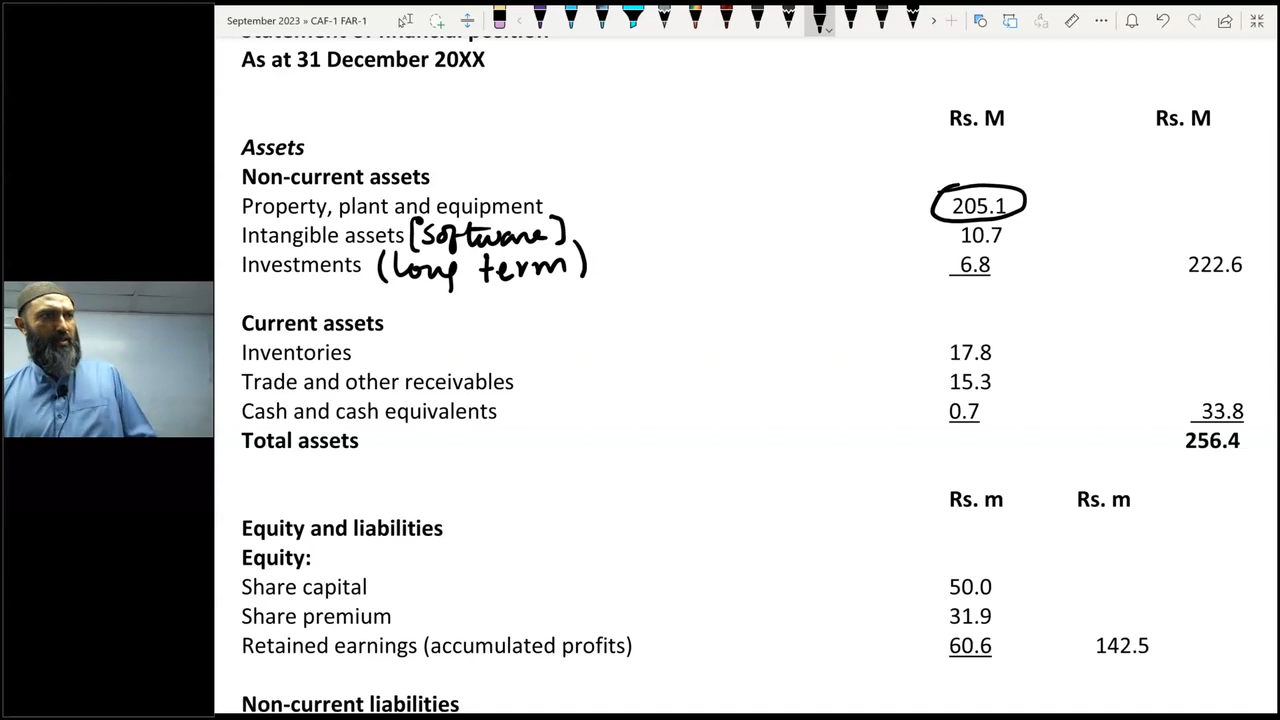 September 2023 » CAF-1 FAR-1
Statement of financial position
As at 31 December 20XX
Rs. M Rs. M
Assets
Non-current assets
Property, plant and equipment 205.1
Intangible assets [software] 10.7
Investments (long term) 6.8 222.6
Current assets
Inventories 17.8
Trade and other receivables 15.3
Cash and cash equivalents 0.7 33.8
Total assets 256.4
Rs. m Rs. m
Equity and liabilities
Equity:
Share capital 50.0
Share premium 31.9
Retained earnings (accumulated profits) 60.6 142.5
Non-current liabilities